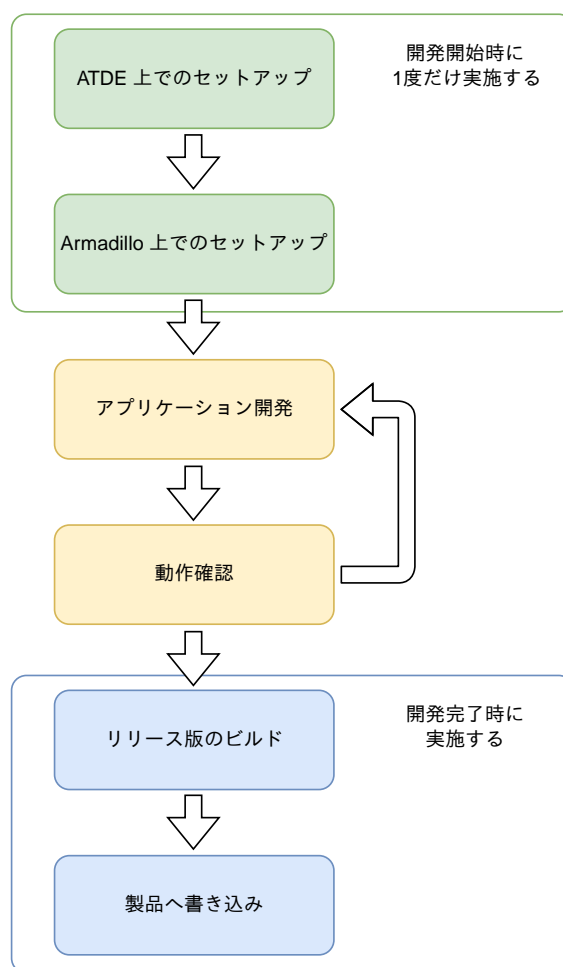 ATDE 上でのセットアップ
開発開始時に
1度だけ実施する
Armadillo 上でのセットアップ
アプリケーション開発
動作確認
リリース版のビルド
開発完了時に
実施する
製品へ書き込み